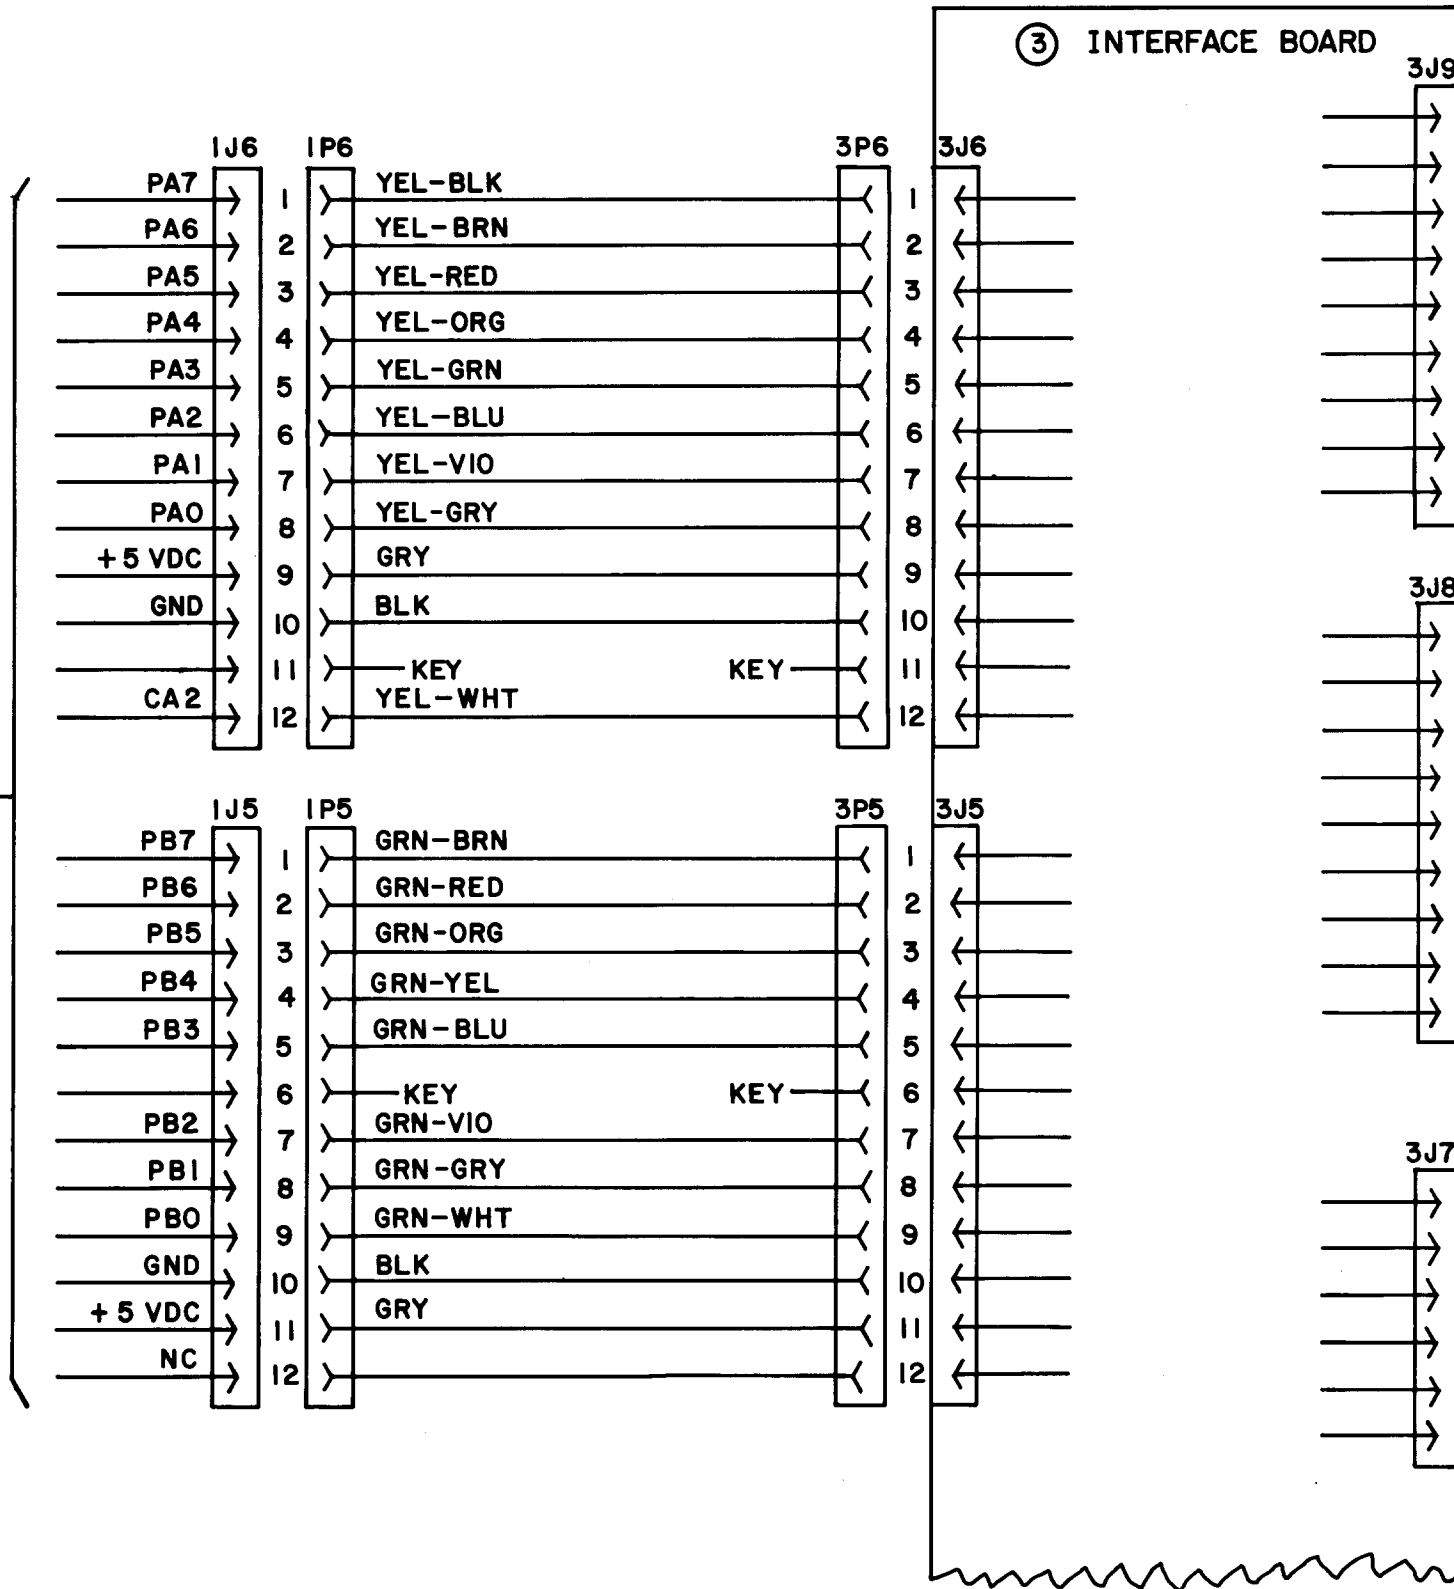 3 INTERFACE BOARD
3J9
1J6 1P6 3P6 3J6
PA7 1 YEL-BLK 1
PA6 2 YEL-BRN 2
PA5 3 YEL-RED 3
PA4 4 YEL-ORG 4
PA3 5 YEL-GRN 5
PA2 6 YEL-BLU 6
PA1 7 YEL-VIO 7
PA0 8 YEL-GRY 8
+5 VDC 9 GRY 9
GND 10 BLK 10
11 KEY KEY 11
CA2 12 YEL-WHT 12
3J8
1J5 1P5 3P5 3J5
PB7 1 GRN-BRN 1
PB6 2 GRN-RED 2
PB5 3 GRN-ORG 3
PB4 4 GRN-YEL 4
PB3 5 GRN-BLU 5
6 KEY KEY 6
PB2 7 GRN-VIO 7
PB1 8 GRN-GRY 8
PB0 9 GRN-WHT 9
GND 10 BLK 10
+5 VDC 11 GRY 11
NC 12 12
3J7